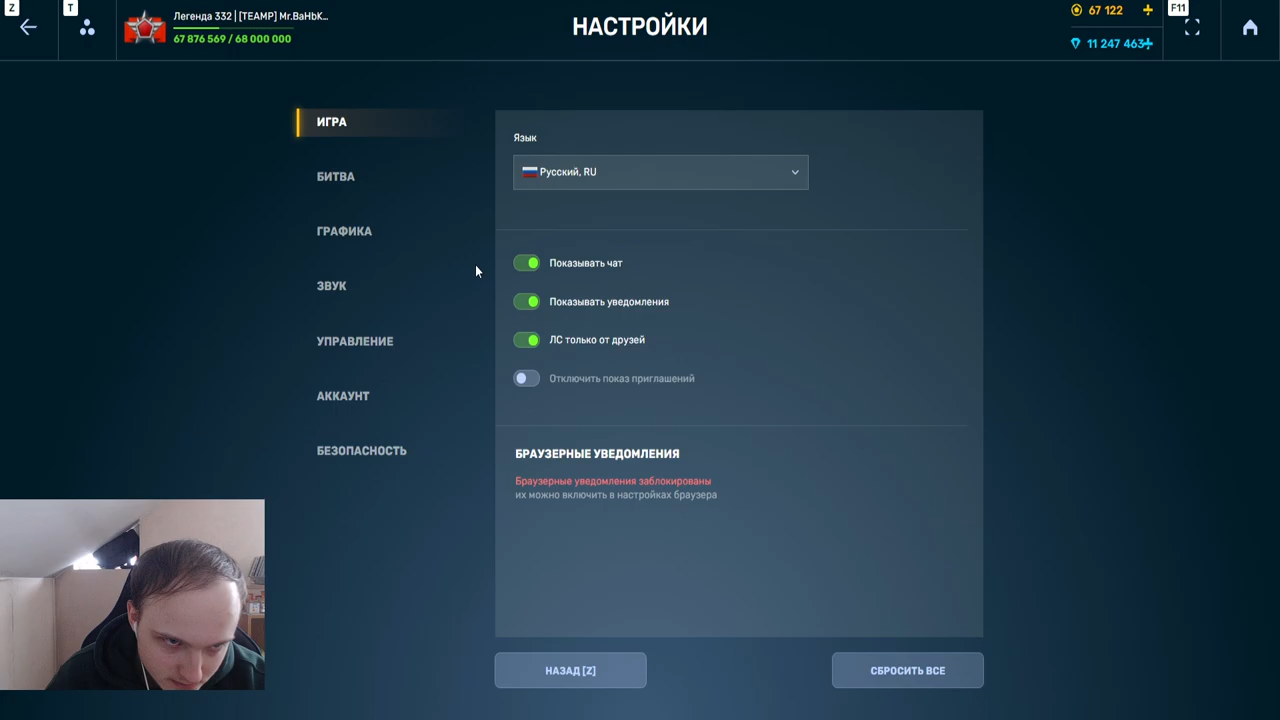 Z
T
Легенда 332 | [TEAMP] Mr.BaHbK...
67 876 569 / 68 000 000
НАСТРОЙКИ
67 122
11 247 463
F11
ИГРА
БИТВА
ГРАФИКА
ЗВУК
УПРАВЛЕНИЕ
АККАУНТ
БЕЗОПАСНОСТЬ
Язык
Русский, RU
Показывать чат
Показывать уведомления
ЛС только от друзей
Отключить показ приглашений
БРАУЗЕРНЫЕ УВЕДОМЛЕНИЯ
Браузерные уведомления заблокированы
их можно включить в настройках браузера
НАЗАД [Z]
СБРОСИТЬ ВСЕ